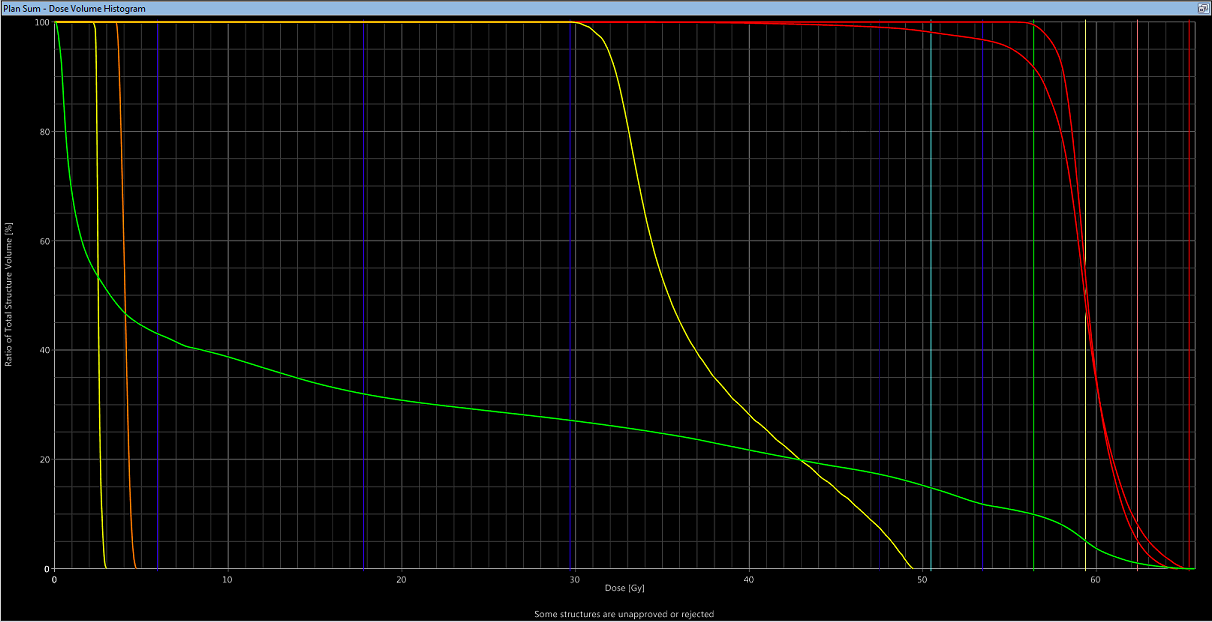 Plan Sum - Dose Volume Histogram
100
80
60
40
20
0
Ratio of Total Structure Volume [%]
0 10 20 30 40 50 60
Dose [Gy]
Some structures are unapproved or rejected